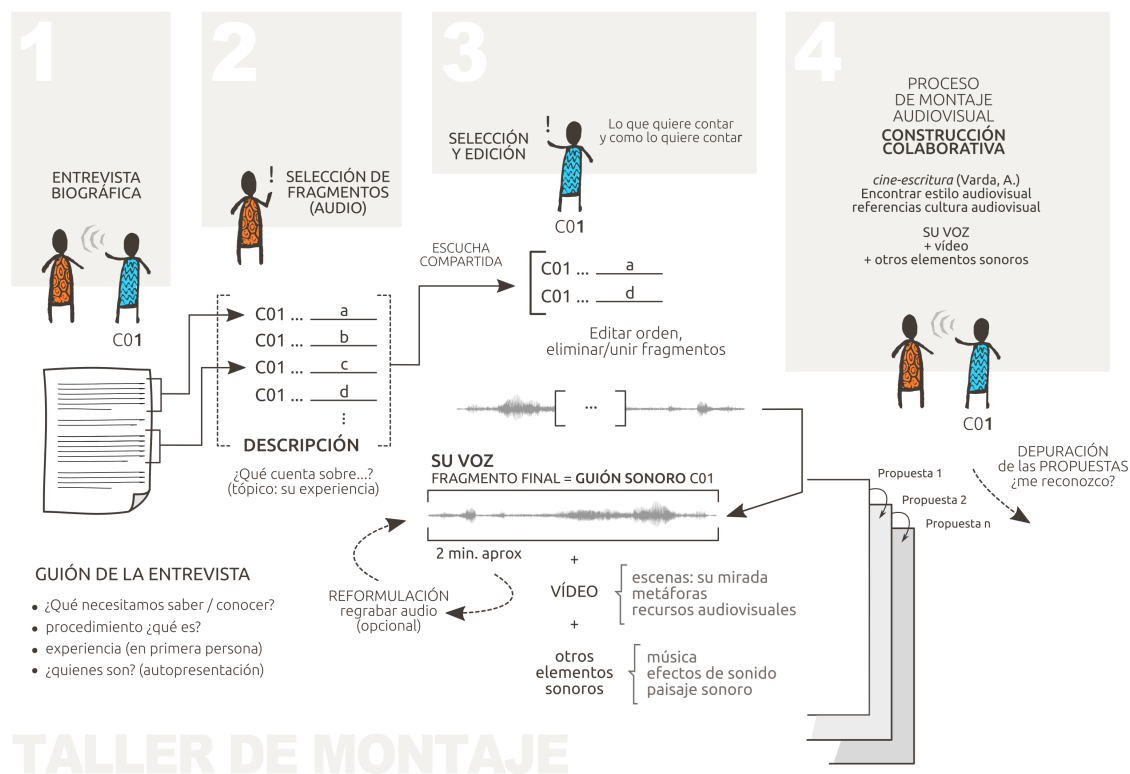 1
ENTREVISTA
BIOGRÁFICA
C01
2
!
SELECCIÓN DE
FRAGMENTOS
(AUDIO)
C01 ... a
C01 ... b
C01 ... c
C01 ... d
...
DESCRIPCIÓN
¿Qué cuenta sobre...?
(tópico: su experiencia)
GUIÓN DE LA ENTREVISTA
• ¿Qué necesitamos saber / conocer?
• procedimiento ¿qué es?
• experiencia (en primera persona)
• ¿quienes son? (autopresentación)
3
SELECCIÓN
Y EDICIÓN
!
Lo que quiere contar
y como lo quiere contar
C01
ESCUCHA
COMPARTIDA
C01 ... a
C01 ... d
Editar orden,
eliminar/unir fragmentos
...
SU VOZ
FRAGMENTO FINAL = GUIÓN SONORO C01
2 min. aprox
REFORMULACIÓN
regrabar audio
(opcional)
+
VÍDEO
escenas: su mirada
metáforas
recursos audiovisuales
+
otros
elementos
sonoros
música
efectos de sonido
paisaje sonoro
4
PROCESO
DE MONTAJE
AUDIOVISUAL
CONSTRUCCIÓN
COLABORATIVA
cine-escritura (Varda, A.)
Encontrar estilo audiovisual
referencias cultura audiovisual
SU VOZ
+ vídeo
+ otros elementos sonoros
C01
DEPURACIÓN
de las PROPUESTAS
¿me reconozco?
Propuesta 1
Propuesta 2
Propuesta n
TALLER DE MONTAJE